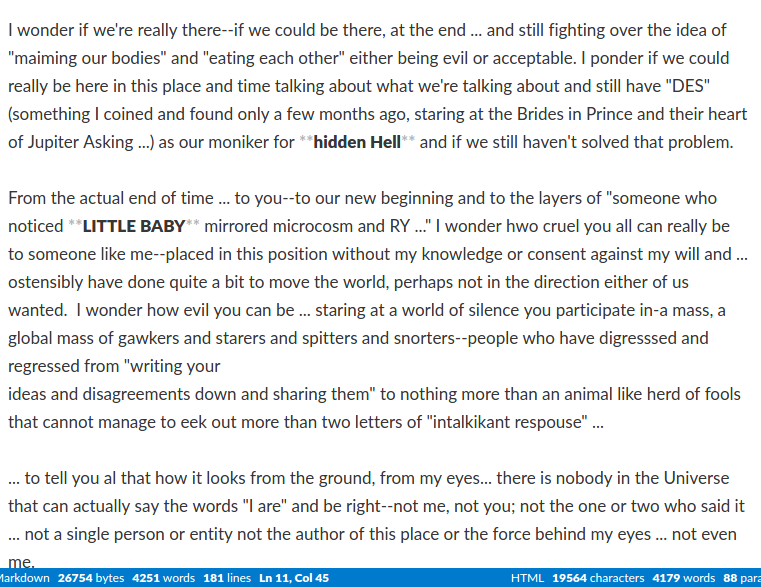 I wonder if we're really there--if we could be there, at the end ... and still fighting over the idea of
"maiming our bodies" and "eating each other" either being evil or acceptable. I ponder if we could
really be here in this place and time talking about what we're talking about and still have "DES"
(something I coined and found only a few months ago, staring at the Brides in Prince and their heart
of Jupiter Asking ...) as our moniker for **hidden Hell** and if we still haven't solved that problem.
From the actual end of time ... to you--to our new beginning and to the layers of "someone who
noticed **LITTLE BABY** mirrored microcosm and RY ..." I wonder hwo cruel you all can really be
to someone like me--placed in this position without my knowledge or consent against my will and ...
ostensibly have done quite a bit to move the world, perhaps not in the direction either of us
wanted.  I wonder how evil you can be ... staring at a world of silence you participate in-a mass, a
global mass of gawkers and starers and spitters and snorters--people who have digresssed and
regressed from "writing your
ideas and disagreements down and sharing them" to nothing more than an animal like herd of fools
that cannot manage to eek out more than two letters of "intalkikant respouse" ...
... to tell you al that how it looks from the ground, from my eyes... there is nobody in the Universe
that can actually say the words "I are" and be right--not me, not you; not the one or two who said it
... not a single person or entity not the author of this place or the force behind my eyes ... not even
me.
Markdown 26754 bytes 4251 words 181 lines Ln 11, Col 45 HTML 19564 characters 4179 words 88 para